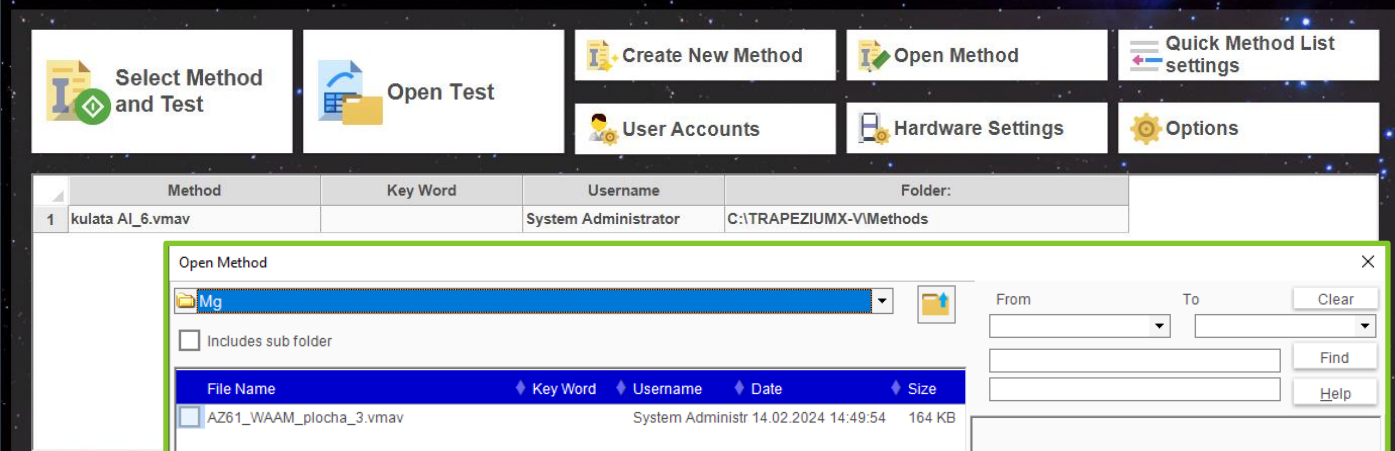 Select Method
and Test
Open Test
Create New Method
Open Method
Quick Method List
settings
User Accounts
Hardware Settings
Options
Method Key Word Username Folder:
1 kulata Al_6.vmav System Administrator C:\TRAPEZIUMX-V\Methods
Open Method
Mg
From To Clear
Includes sub folder
Find
File Name Key Word Username Date Size
Help
AZ61_WAAM_plocha_3.vmav System Administr 14.02.2024 14:49:54 164 KB